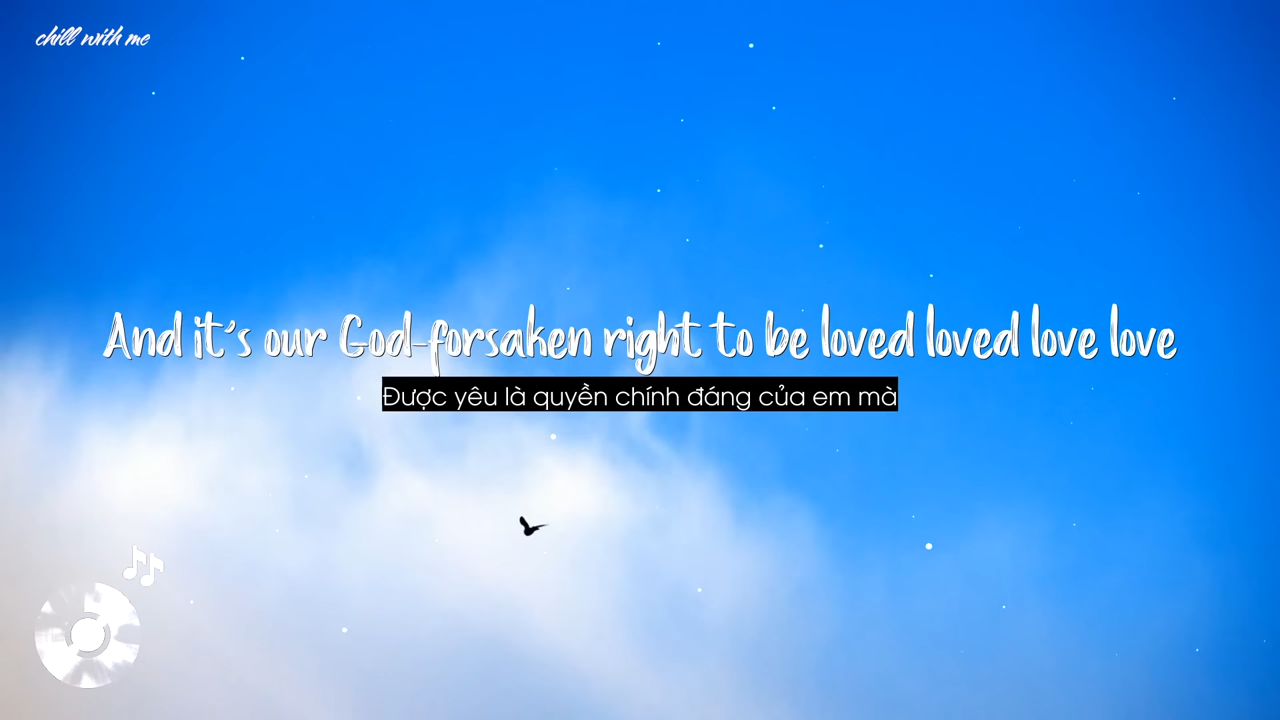 chill with me
And it's our God-forsaken right to be loved loved love love
Được yêu là quyền chính đáng của em mà